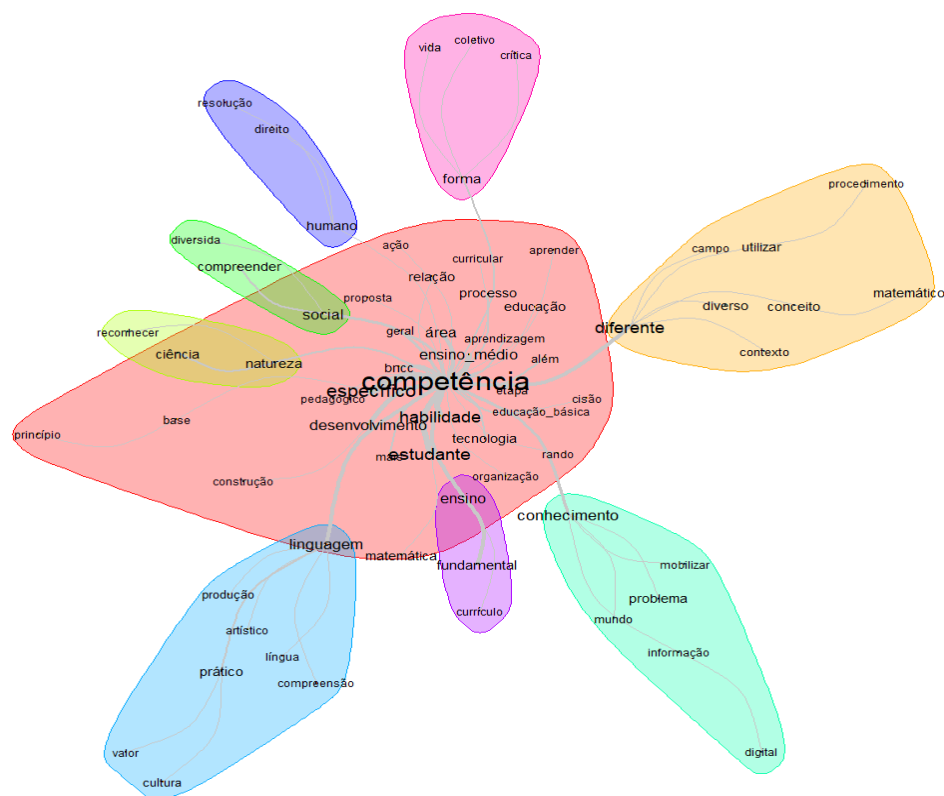 vida
coletivo
crítica
forma
resolução
direito
humano
diversida
compreender
social
reconhecer
ciência
natureza
procedimento
campo
utilizar
matemático
diverso
conceito
diferente
contexto
ação
curricular
aprender
relação
proposta
processo
educação
geral
área
aprendizagem
ensino_médio
além
bncc
competência
específico
etapa
pedagógico
cisão
habilidade
educação_básica
base
desenvolvimento
tecnologia
princípio
mais
estudante
rando
construção
organização
ensino
conhecimento
linguagem
matemática
fundamental
currículo
produção
artístico
língua
prático
compreensão
valor
cultura
mobilizar
problema
mundo
informação
digital